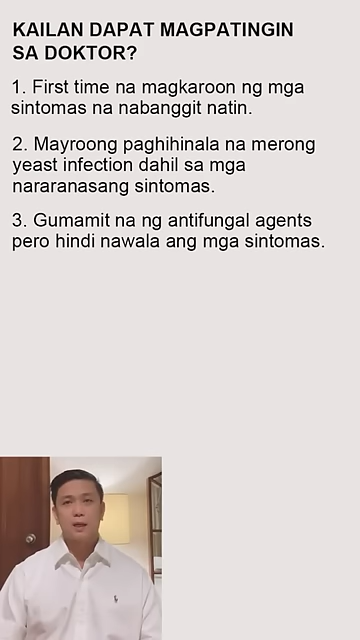 KAILAN DAPAT MAGPATINGIN
SA DOKTOR?
1. First time na magkaroon ng mga
sintomas na nabanggit natin.
2. Mayroong paghihinala na merong
yeast infection dahil sa mga
nararanasang sintomas.
3. Gumamit na ng antifungal agents
pero hindi nawala ang mga sintomas.